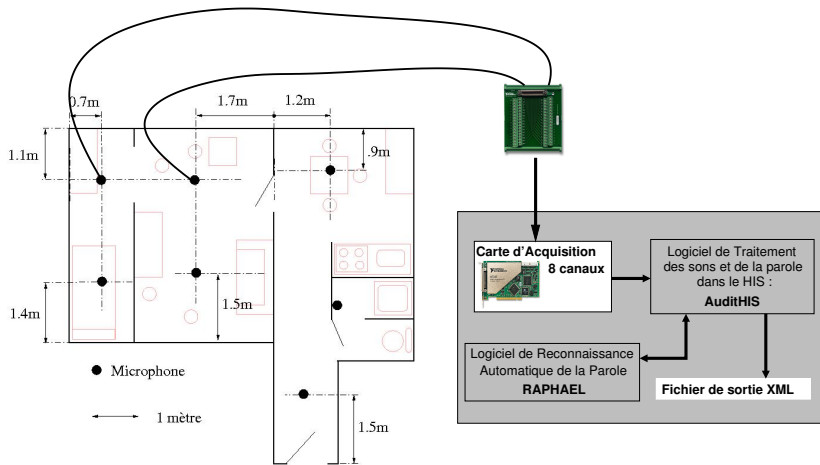 0.7m
1.7m
1.2m
1.1m
.9m
1.4m
1.5m
Microphone
1 mètre
1.5m
Carte d'Acquisition
8 canaux
Logiciel de Traitement
des sons et de la parole
dans le HIS :
AuditHIS
Logiciel de Reconnaissance
Automatique de la Parole
RAPHAEL
Fichier de sortie XML